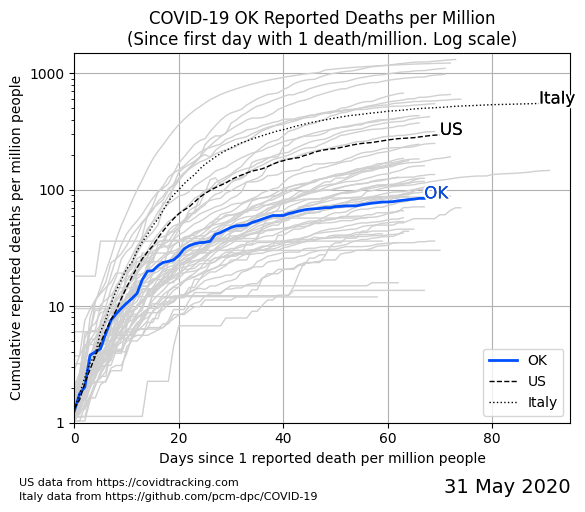 COVID-19 OK Reported Deaths per Million
(Since first day with 1 death/million. Log scale)
Cumulative reported deaths per million people
1000
100
10
1
Italy
US
OK
OK
US
Italy
0
20
40
60
80
Days since 1 reported death per million people
US data from https://covidtracking.com
Italy data from https://github.com/pcm-dpc/COVID-19
31 May 2020